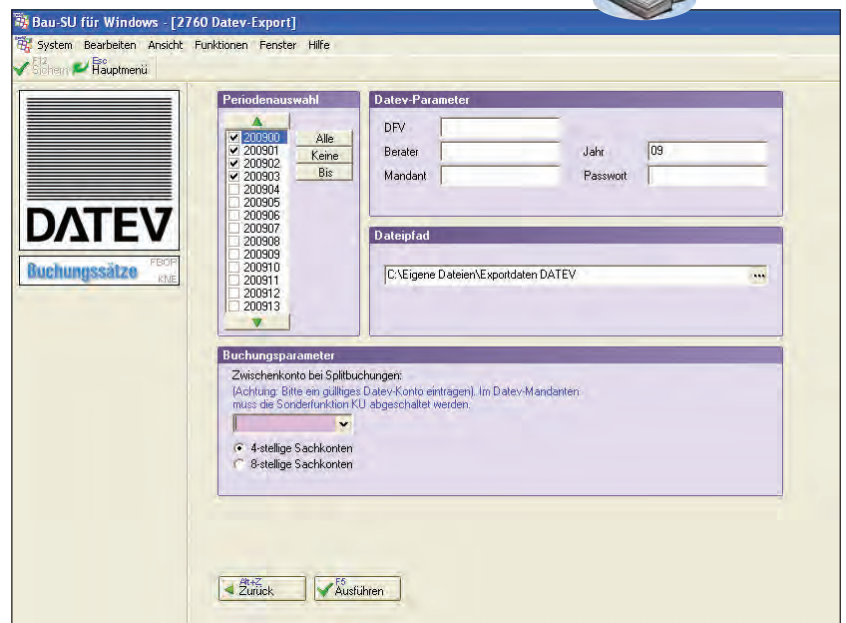 Bau-SU für Windows - [2760 Datev-Export]
System Bearbeiten Ansicht Funktionen Fenster Hilfe
F12 Esc
Sichern Hauptmenü
Periodenauswahl
200900
200901
200902
200903
200904
200905
200906
200907
200908
200909
200910
200911
200912
200913
Alle
Keine
Bis
Datev-Parameter
DFV
Berater Jahr 09
Mandant Passwort
DATEV
Buchungssätze FBOP
KNE
Dateipfad
C:\Eigene Dateien\Exportdaten DATEV ...
Buchungsparameter
Zwischenkonto bei Splitbuchungen:
(Achtung: Bitte ein gülltiges Datev-Konto eintragen). Im Datev-Mandanten
muss die Sonderfunktion KU abgeschaltet werden.
4-stellige Sachkonten
8-stellige Sachkonten
Alt+Z F5
Zurück Ausführen